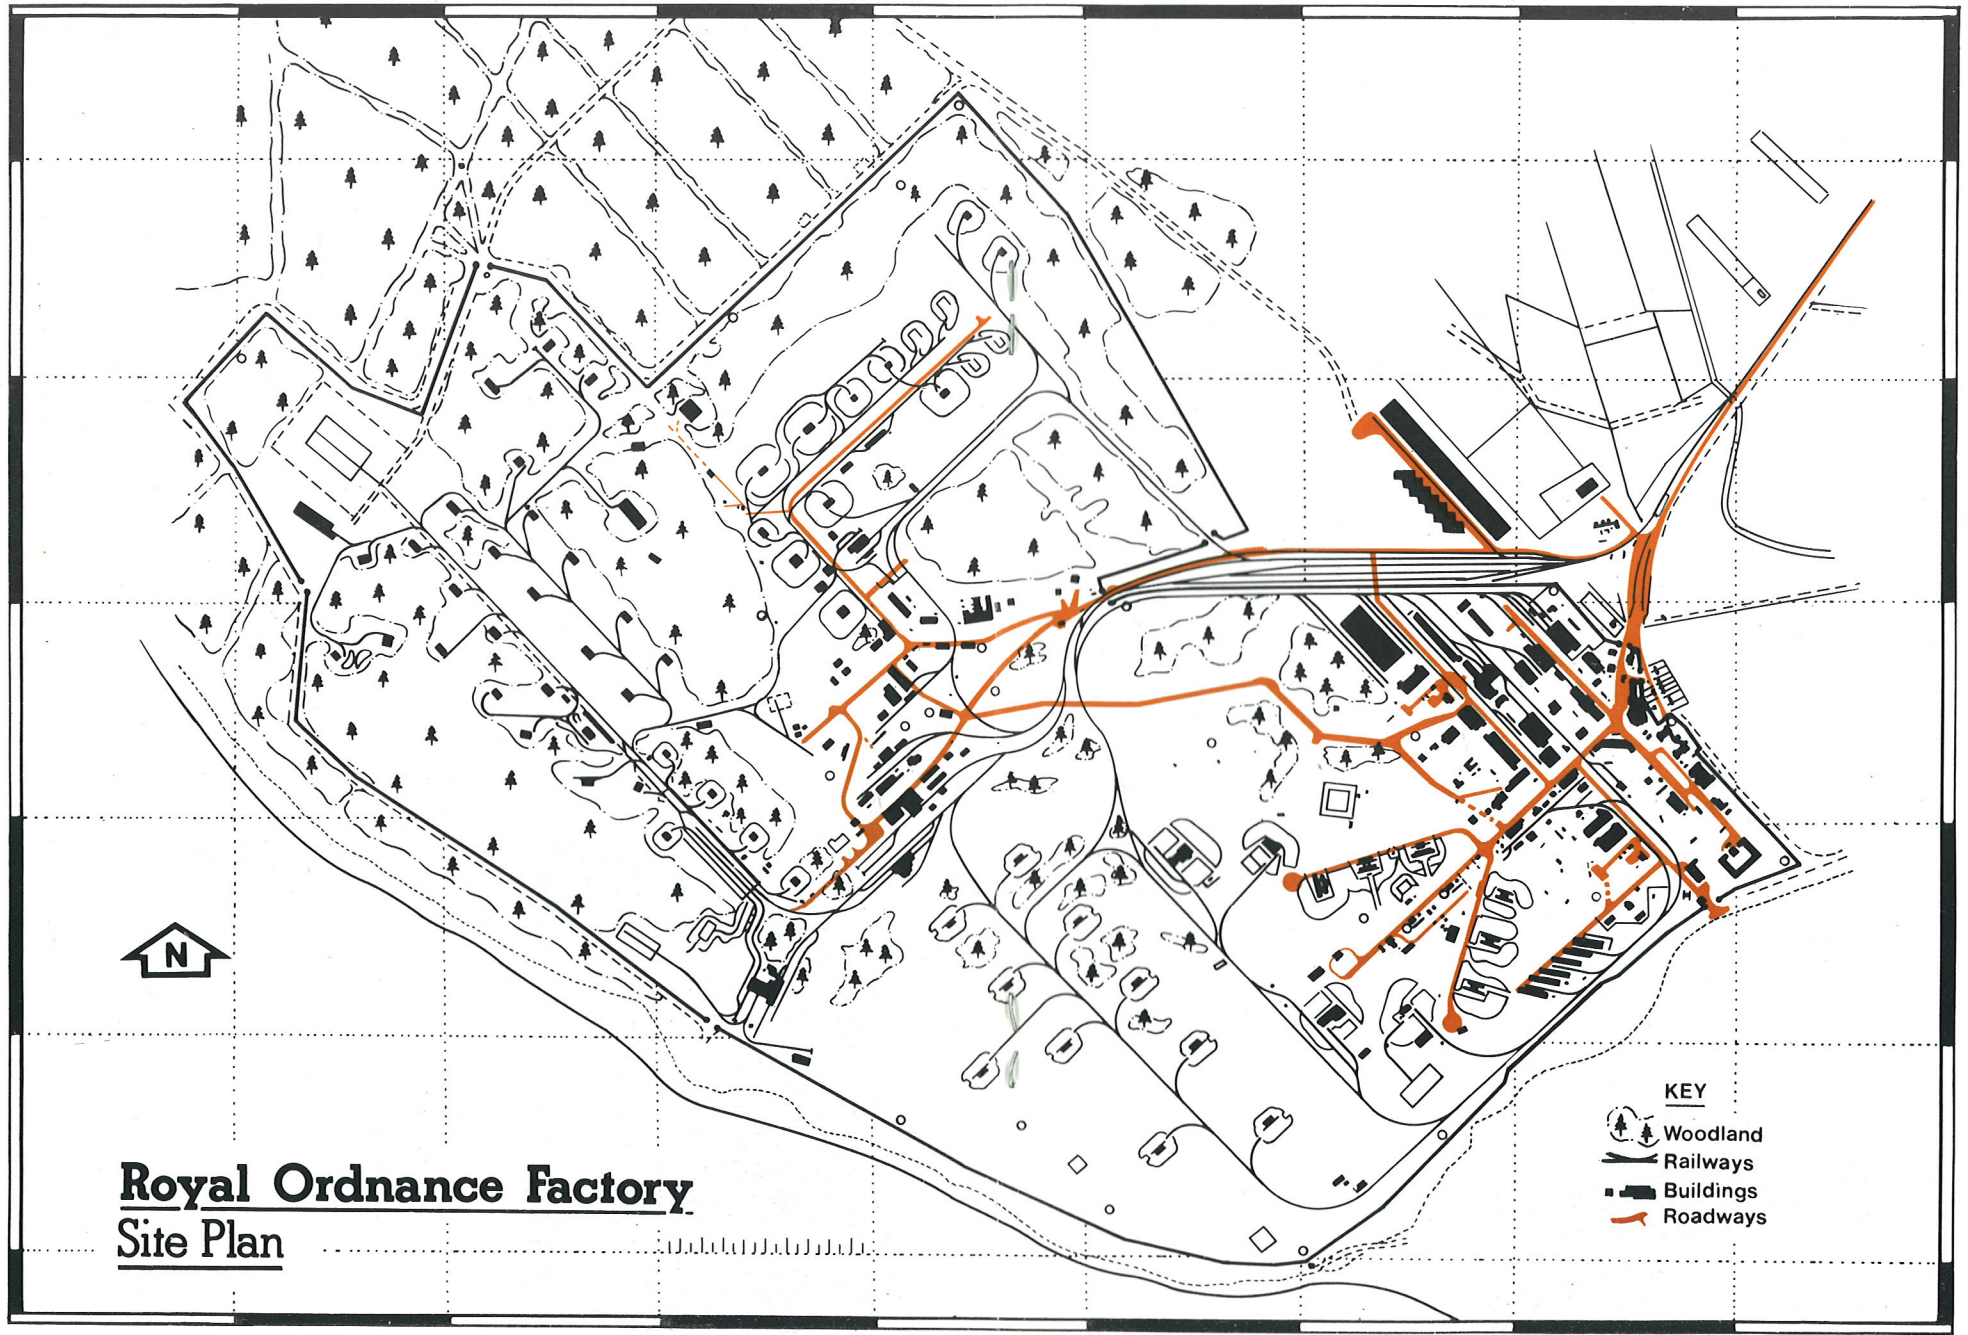 N
Royal Ordnance Factory
Site Plan
KEY
Woodland
Railways
Buildings
Roadways